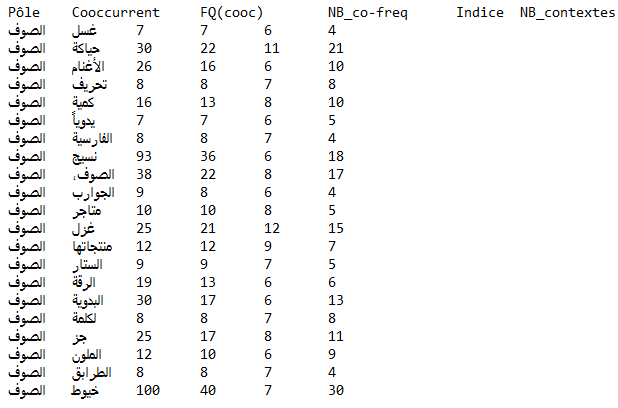 Pôle Cooccurrent FQ(cooc) NB_co-freq Indice NB_contextes
الصوف غسل 7 7 6 4
الصوف حياكة 30 22 11 21
الصوف الأغنام 26 16 6 10
الصوف تحريف 8 8 7 8
الصوف كمية 16 13 8 10
الصوف يدوياً 7 7 6 5
الصوف الفارسية 8 8 7 4
الصوف نسيج 93 36 6 18
الصوف الصوف، 38 22 8 17
الصوف الجوارب 9 8 6 4
الصوف متاجر 10 10 8 5
الصوف غزل 25 21 12 15
الصوف منتجاتها 12 12 9 7
الصوف الستار 9 9 7 5
الصوف الرقة 19 13 6 6
الصوف البدوية 30 17 6 13
الصوف لكلمة 8 8 7 8
الصوف جز 25 17 8 11
الصوف الملون 12 10 6 9
الصوف الطرابق 8 8 7 4
الصوف خيوط 100 40 7 30